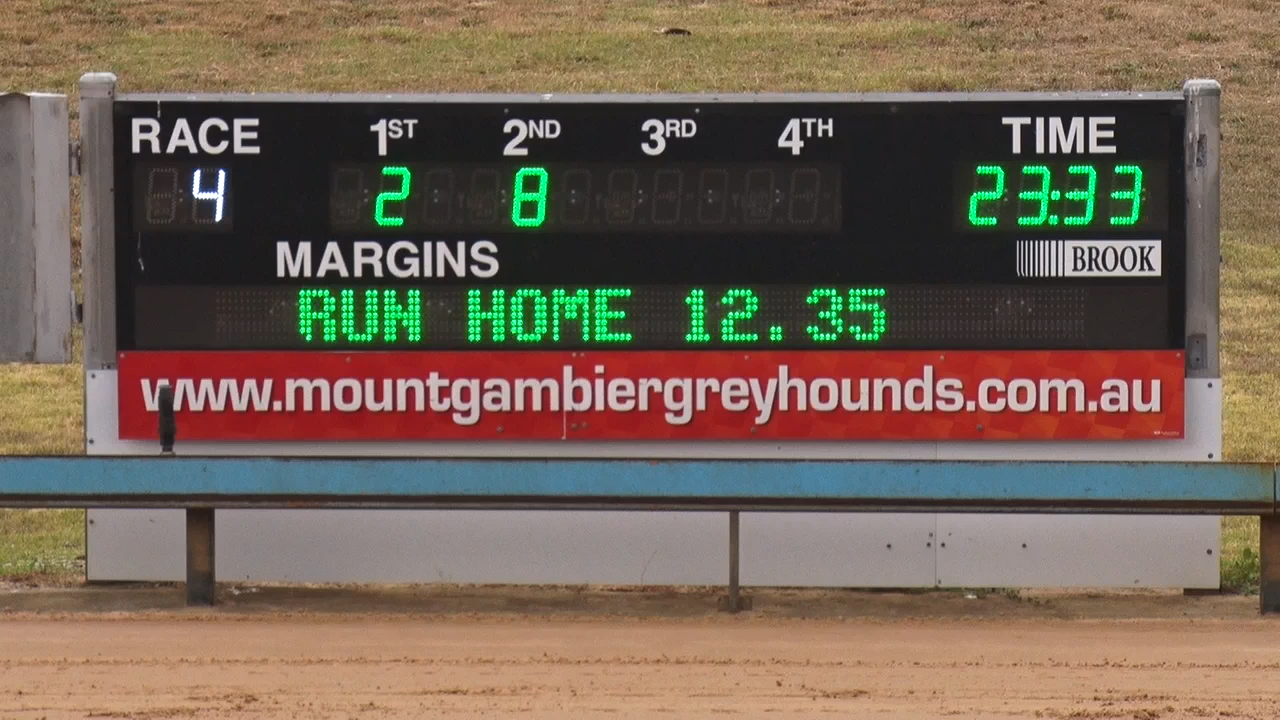 RACE 1ST 2ND 3RD 4TH TIME
4 2 8 23:33
MARGINS BROOK
RUN HOME 12.35
www.mountgambiergreyhounds.com.au